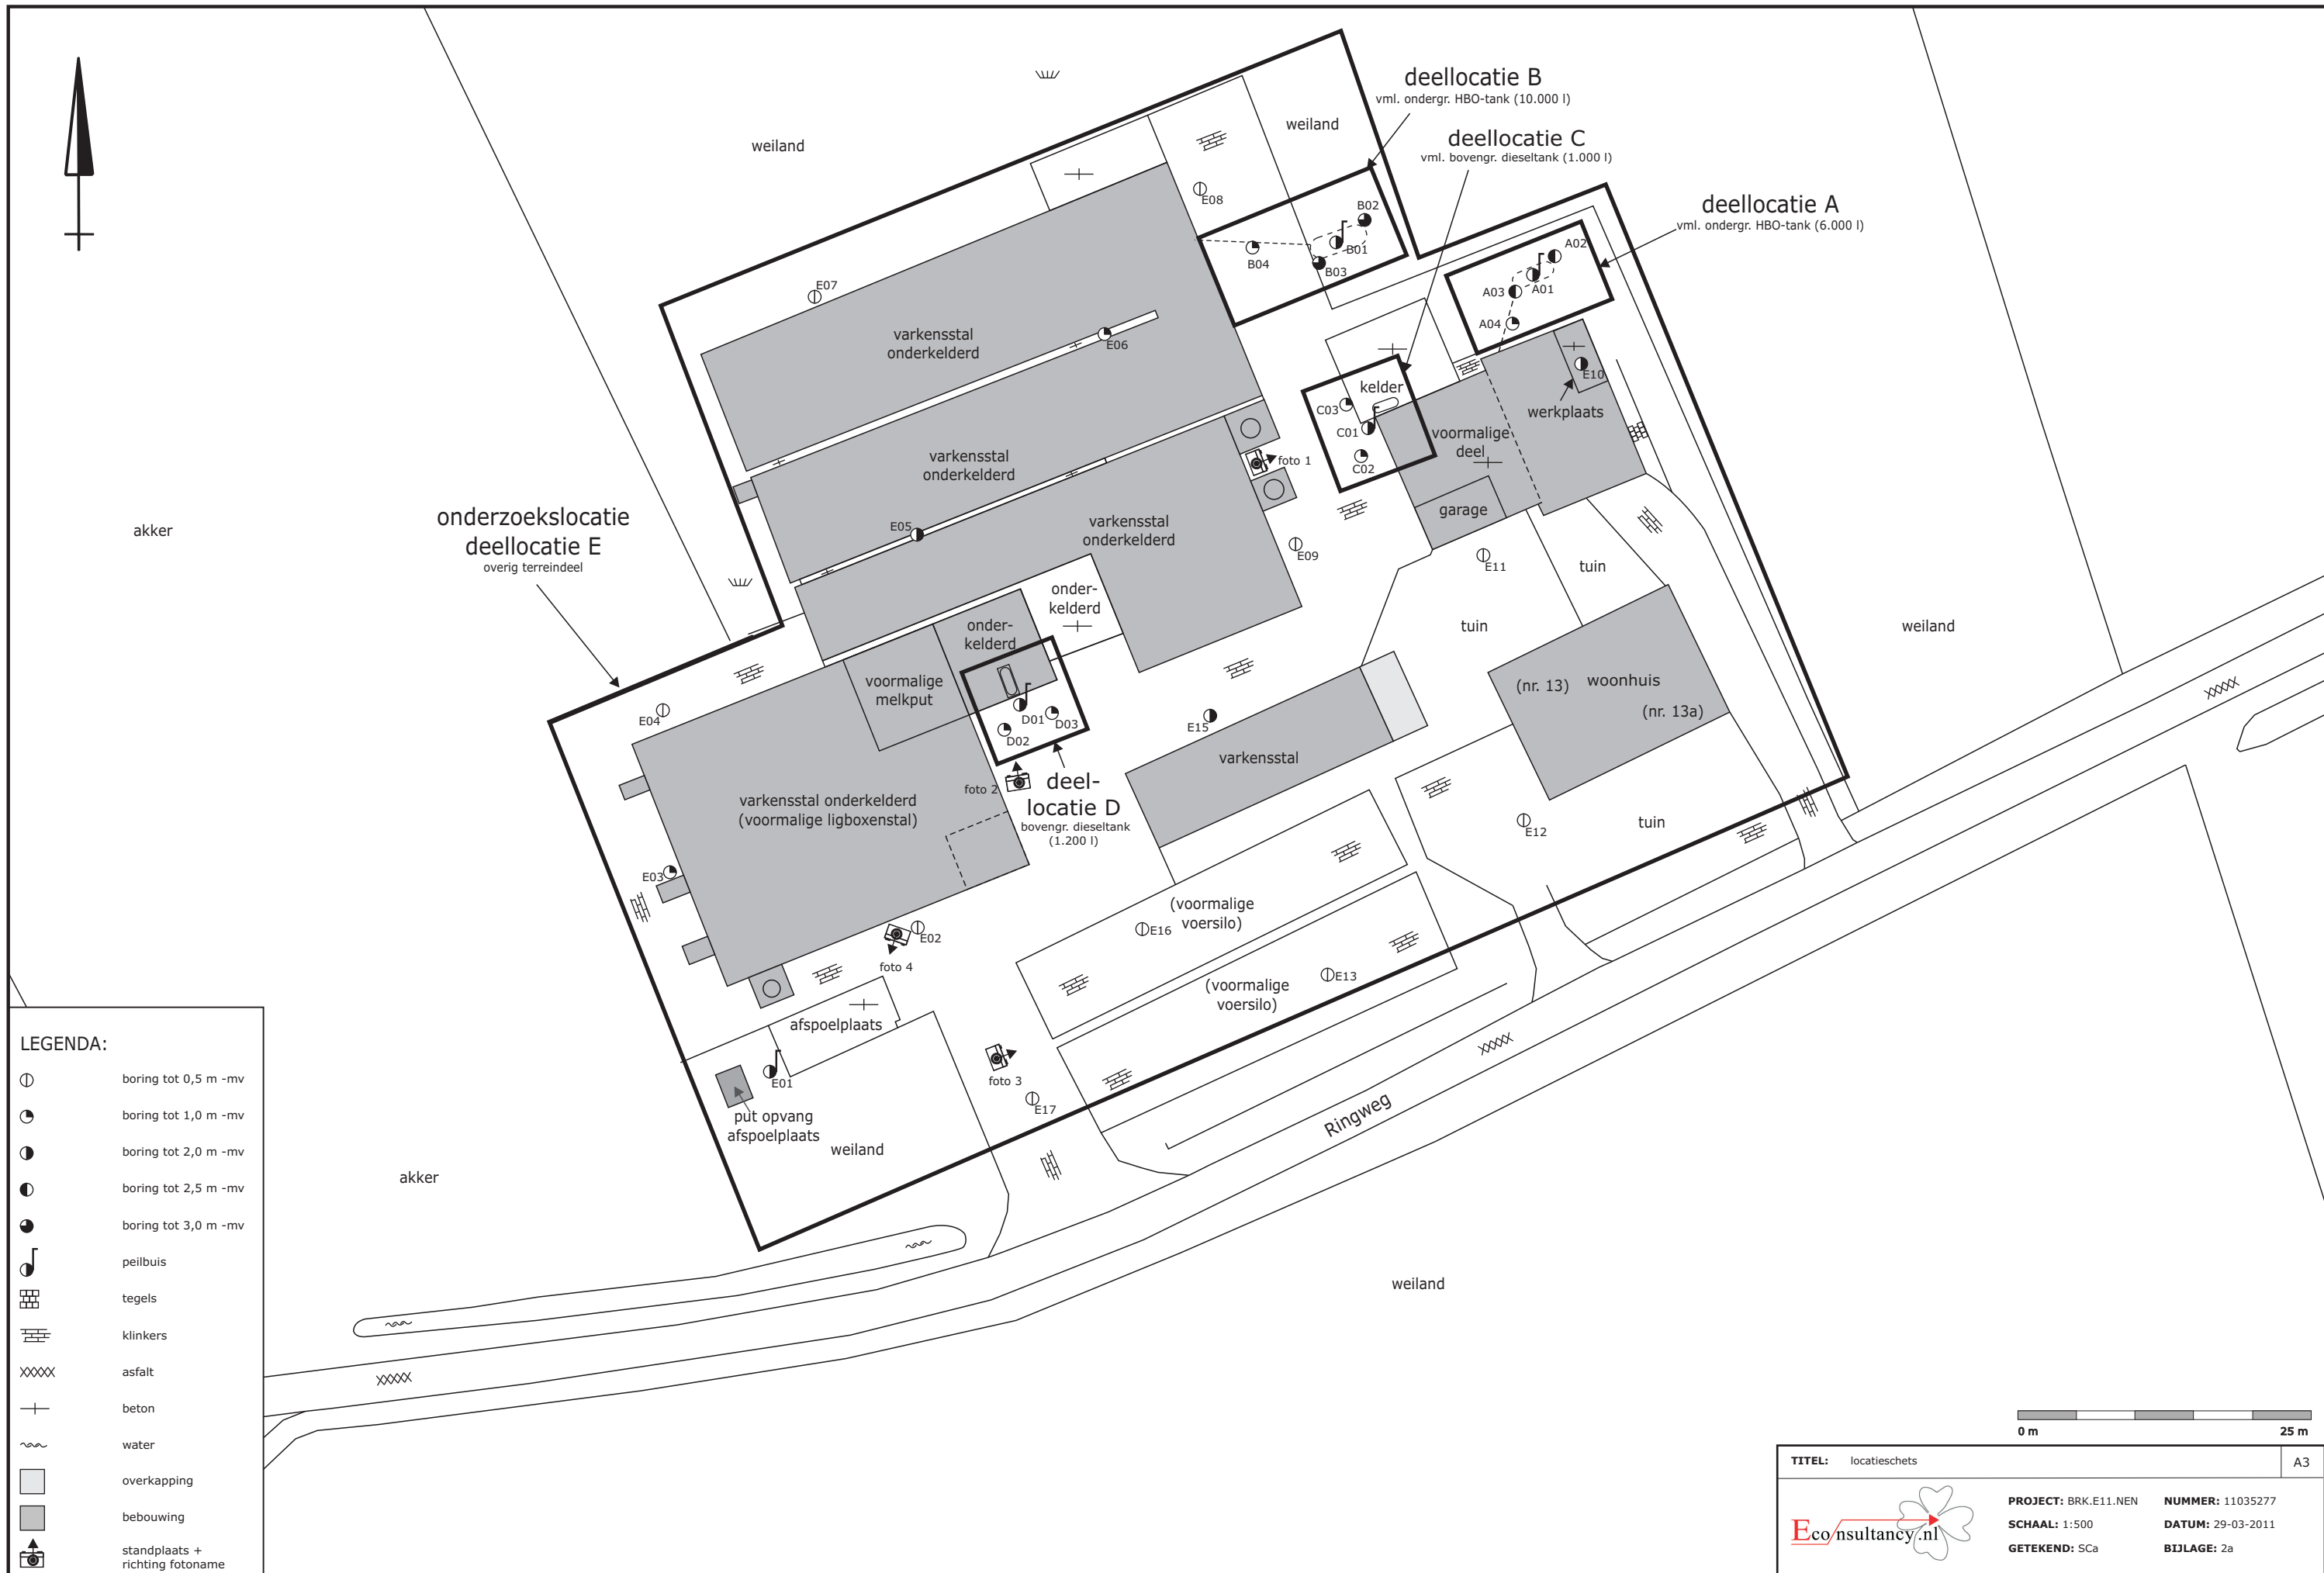 deellocatie B
vml. ondergr. HBO-tank (10.000 l)
deellocatie C
vml. bovengr. dieseltank (1.000 l)
deellocatie A
vml. ondergr. HBO-tank (6.000 l)
weiland
weiland
E08
B02
B01
B03
B04
A02
A01
A03
A04
E07
varkensstal
onderkelderd
E06
kelder
C03
C01
C02
E10
werkplaats
voormalige
deel
garage
varkensstal
onderkelderd
foto 1
onderzoekslocatie
deellocatie E
overig terreindeel
akker
E05
varkensstal
onderkelderd
E09
E11
tuin
tuin
onder-
kelderd
onder-
kelderd
weiland
voormalige
melkput
E04
D01
D03
D02
E15
(nr. 13)
woonhuis
(nr. 13a)
varkensstal
foto 2
deel-
locatie D
bovengr. dieseltank
(1.200 l)
varkensstal onderkelderd
(voormalige ligboxenstal)
E12
tuin
E03
E02
foto 4
(voormalige
voersilo)
E16
(voormalige
voersilo)
E13
afspoelplaats
E01
foto 3
E17
put opvang
afspoelplaats
weiland
Ringweg
akker
weiland
LEGENDA:
boring tot 0,5 m -mv
boring tot 1,0 m -mv
boring tot 2,0 m -mv
boring tot 2,5 m -mv
boring tot 3,0 m -mv
peilbuis
tegels
klinkers
asfalt
beton
water
overkapping
bebouwing
standplaats +
richting fotoname
0 m 25 m
TITEL: locatieschets A3
Econsultancy.nl
PROJECT: BRK.E11.NEN NUMMER: 11035277
SCHAAL: 1:500 DATUM: 29-03-2011
GETEKEND: SCa BIJLAGE: 2a